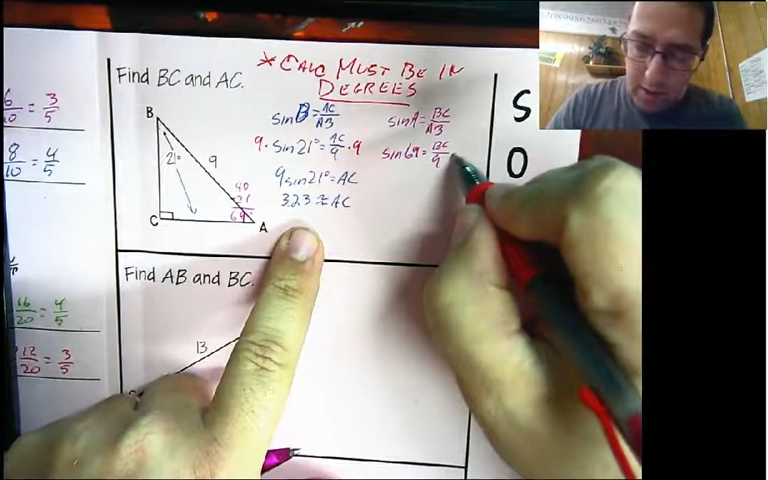 6/10 = 3/5
8/10 = 4/5
16/20 = 4/5
12/20 = 3/5
Find BC and AC.
* CALC MUST BE IN
DEGREES
B
21°
9
C
A
90
-21
69°
sin B = AC/AB
9 · sin 21° = AC/9 · 9
9 sin 21° = AC
3.23 ≈ AC
sin A = BC/AB
sin 69 = BC/9
Find AB and BC.
13
S
O